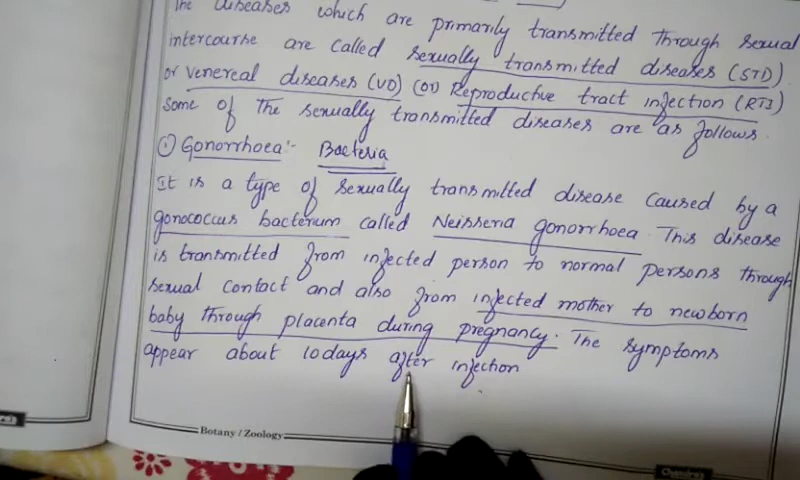 The diseases which are primarily transmitted through sexual
intercourse are called sexually transmitted diseases (STD)
or venereal diseases (VD) (or) Reproductive tract infection (RTI)
Some of the sexually transmitted diseases are as follows.
① Gonorrhoea:- Bacteria
It is a type of sexually transmitted disease caused by a
gonococcus bacterium called Neisseria gonorrhoea. This disease
is transmitted from infected person to normal persons through
sexual contact and also from infected mother to newborn
baby through placenta during pregnancy. The symptoms
appear about 10days after infection
Botany / Zoology